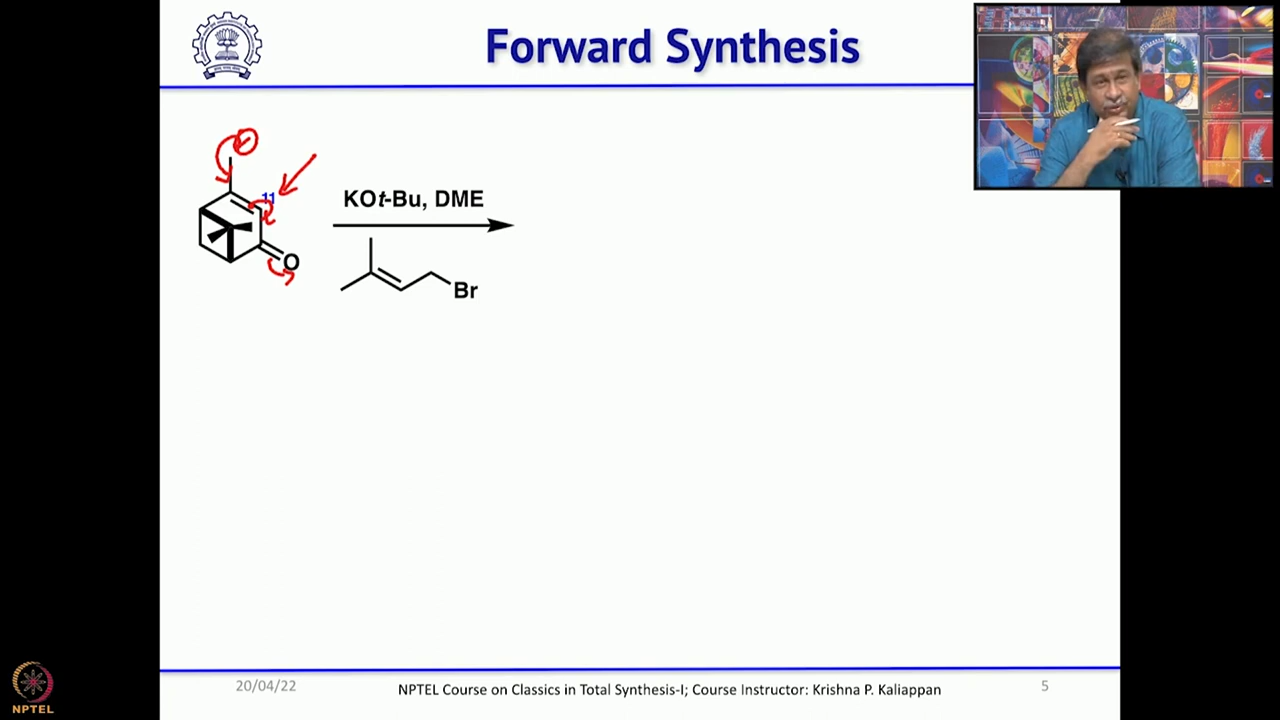 Forward Synthesis
11
O
KOt-Bu, DME
Br
20/04/22
NPTEL Course on Classics in Total Synthesis-I; Course Instructor: Krishna P. Kaliappan
5
NPTEL